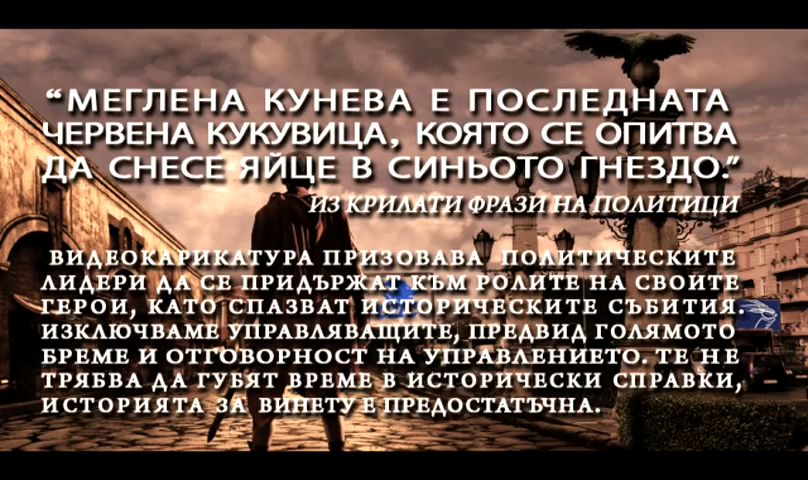 “МЕГЛЕНА КУНЕВА Е ПОСЛЕДНАТА
ЧЕРВЕНА КУКУВИЦА, КОЯТО СЕ ОПИТВА
ДА СНЕСЕ ЯЙЦЕ В СИНЬОТО ГНЕЗДО.”
ИЗ КРИЛАТИ ФРАЗИ НА ПОЛИТИЦИ
ВИДЕОКАРИКАТУРА ПРИЗОВАВА ПОЛИТИЧЕСКИТЕ
ЛИДЕРИ ДА СЕ ПРИДЪРЖАТ КЪМ РОЛИТЕ НА СВОИТЕ
ГЕРОИ, КАТО СПАЗВАТ ИСТОРИЧЕСКИТЕ СЪБИТИЯ.
ИЗКЛЮЧВАМЕ УПРАВЛЯВАЩИТЕ, ПРЕДВИД ГОЛЯМОТО
БРЕМЕ И ОТГОВОРНОСТ НА УПРАВЛЕНИЕТО. ТЕ НЕ
ТРЯБВА ДА ГУБЯТ ВРЕМЕ В ИСТОРИЧЕСКИ СПРАВКИ,
ИСТОРИЯТА ЗА ВИНЕТУ Е ПРЕДОСТАТЪЧНА.